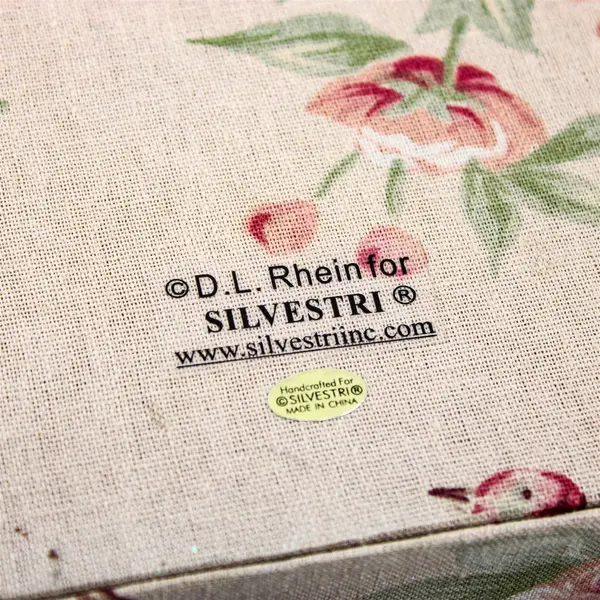 ©D.L. Rhein for
SILVESTRI ®
www.silvestriinc.com
Handcrafted For
©SILVESTRI®
MADE IN CHINA